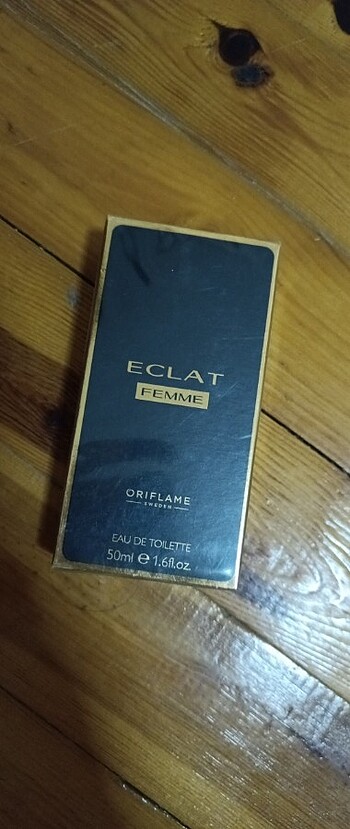 ECLAT
FEMME
ORIFLAME
SWEDEN
EAU DE TOILETTE
50ml ℮ 1.6fl.oz.